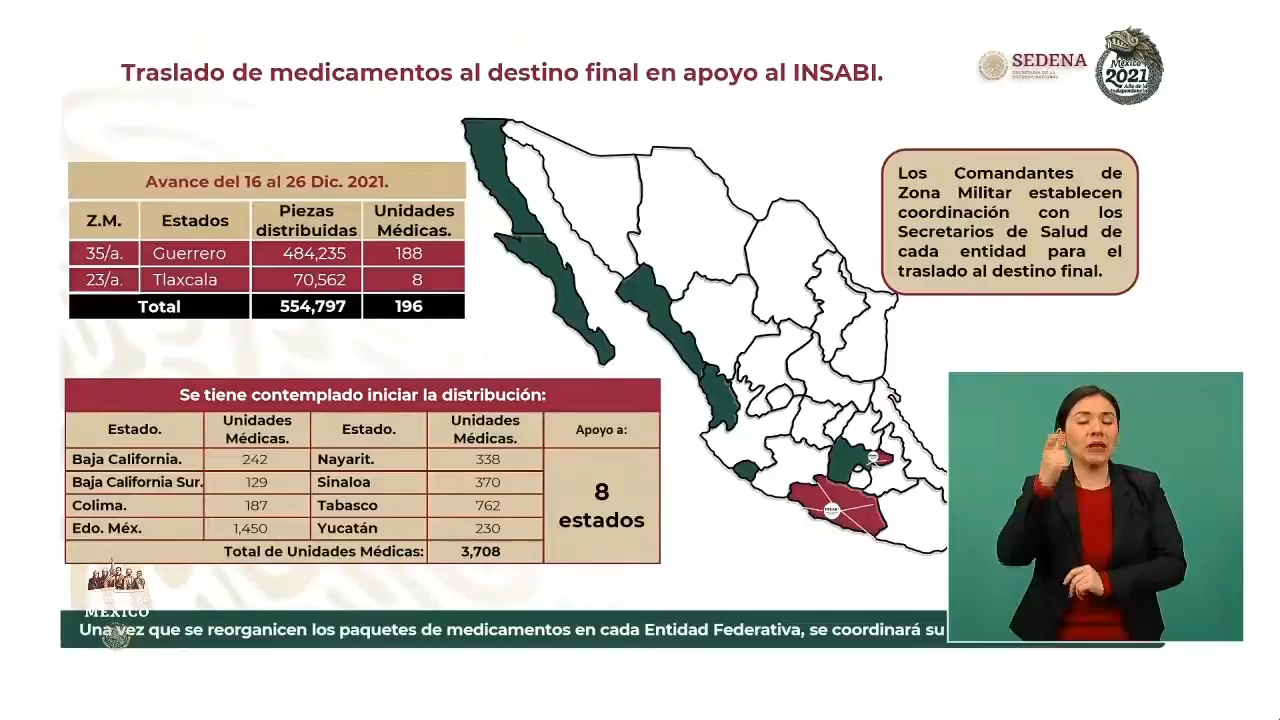 Traslado de medicamentos al destino final en apoyo al INSABI.
SEDENA
SECRETARÍA DE LA
DEFENSA NACIONAL
México
2021
Año de la
Independencia
Avance del 16 al 26 Dic. 2021.
Z.M. Estados Piezas distribuidas Unidades Médicas.
35/a. Guerrero 484,235 188
23/a. Tlaxcala 70,562 8
Total 554,797 196
Los Comandantes de
Zona Militar establecen
coordinación con los
Secretarios de Salud de
cada entidad para el
traslado al destino final.
Se tiene contemplado iniciar la distribución:
Estado. Unidades Médicas. Estado. Unidades Médicas. Apoyo a:
Baja California. 242 Nayarit. 338
Baja California Sur. 129 Sinaloa 370
Colima. 187 Tabasco 762
Edo. Méx. 1,450 Yucatán 230
Total de Unidades Médicas: 3,708
8
estados
INSABI
MÉXICO
Una vez que se reorganicen los paquetes de medicamentos en cada Entidad Federativa, se coordinará su